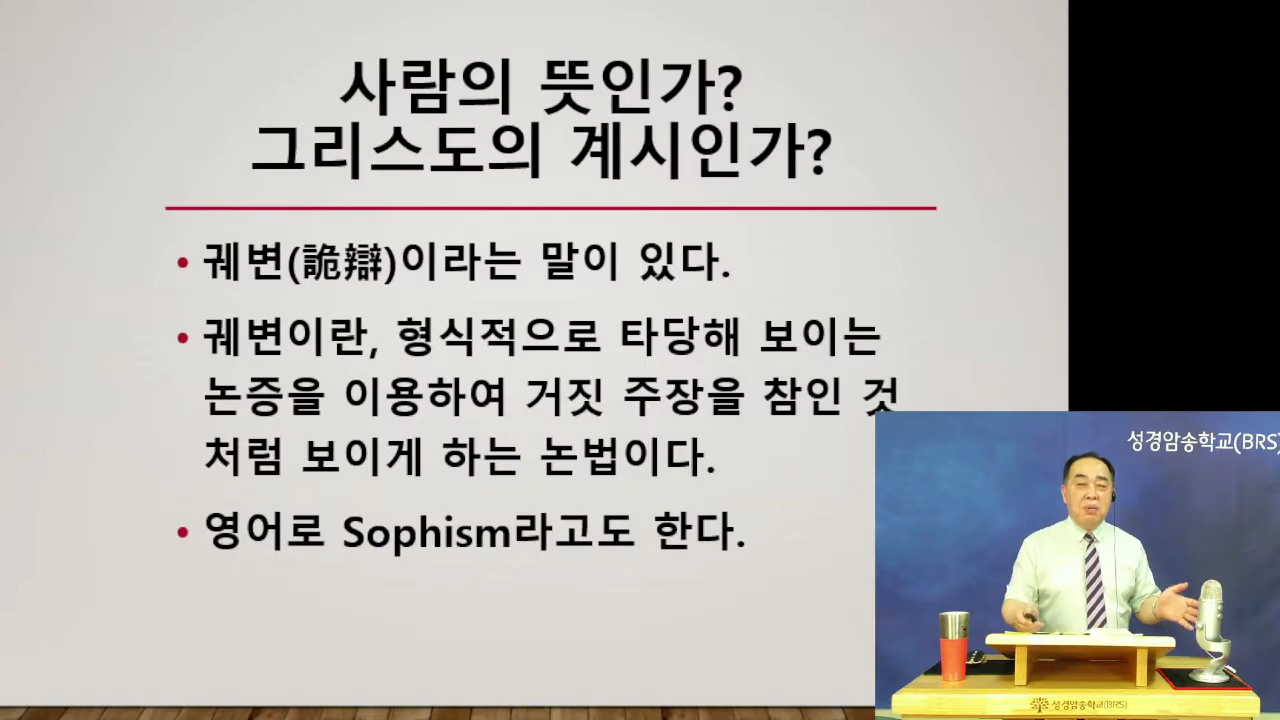 사람의 뜻인가?
그리스도의 계시인가?
• 궤변(詭辯)이라는 말이 있다.
• 궤변이란, 형식적으로 타당해 보이는
논증을 이용하여 거짓 주장을 참인 것
처럼 보이게 하는 논법이다.
• 영어로 Sophism라고도 한다.
성경암송학교(BRS)
성경암송학교(BRS)